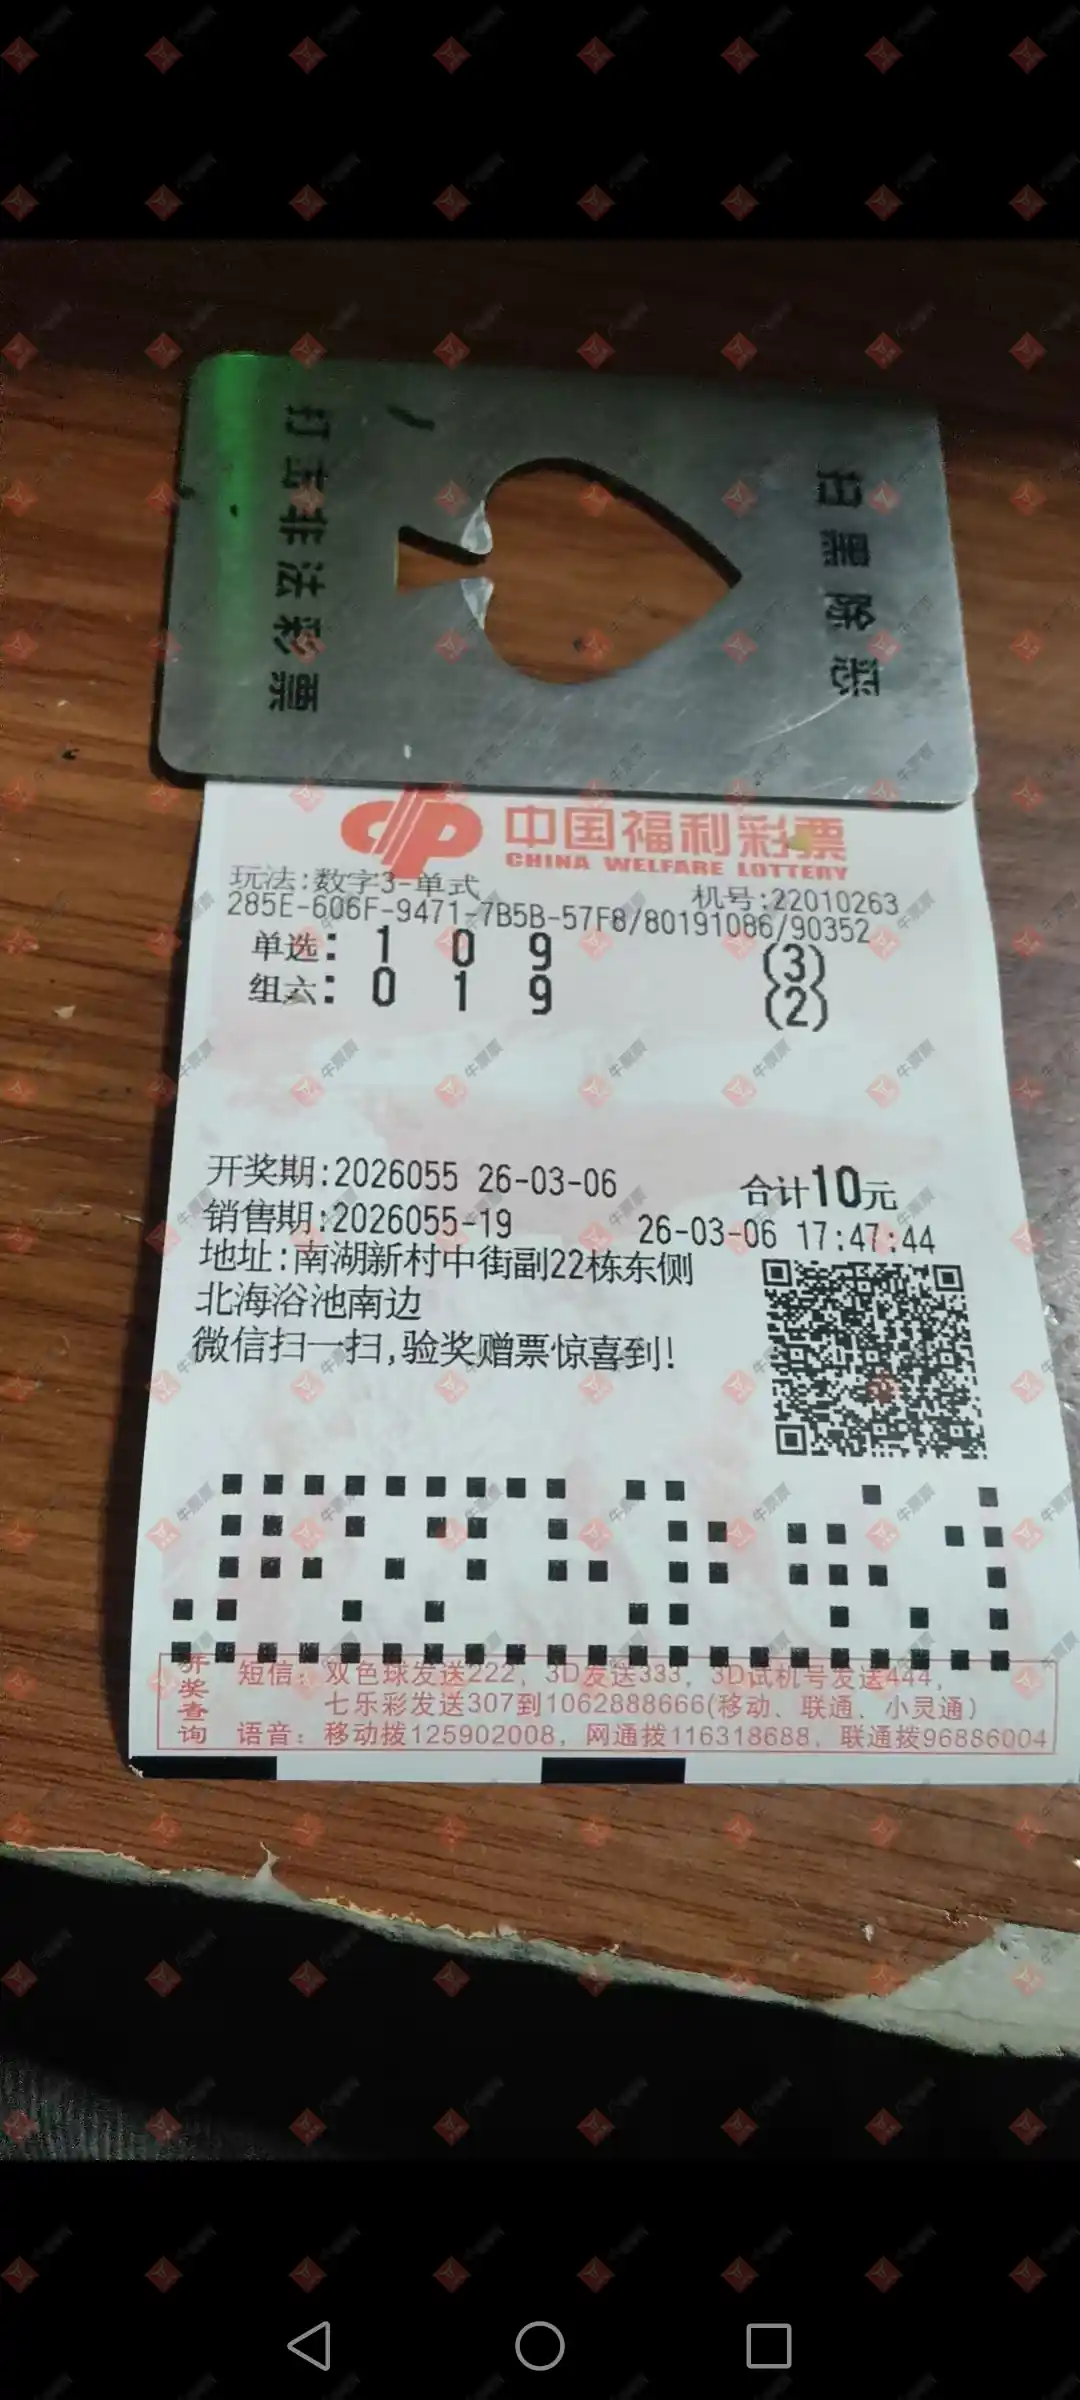 打击非法彩票
扫黑除恶
中国福利彩票
CHINA WELFARE LOTTERY
玩法:数字3-单式
机号:22010263
285E-606F-9471-7B5B-57F8/80191086/90352
单选: 1 0 9 (3)
组六: 0 1 9 (2)
开奖期:2026055 26-03-06
合计10元
销售期:2026055-19
26-03-06 17:47:44
地址:南湖新村中街副22栋东侧
北海浴池南边
微信扫一扫,验奖赠票惊喜到!
开奖查询
短信: 双色球发送222, 3D发送333, 3D试机号发送444,
七乐彩发送307到1062888666(移动、联通、小灵通)
语音: 移动拨125902008, 网通拨116318688, 联通拨96886004
牛票票